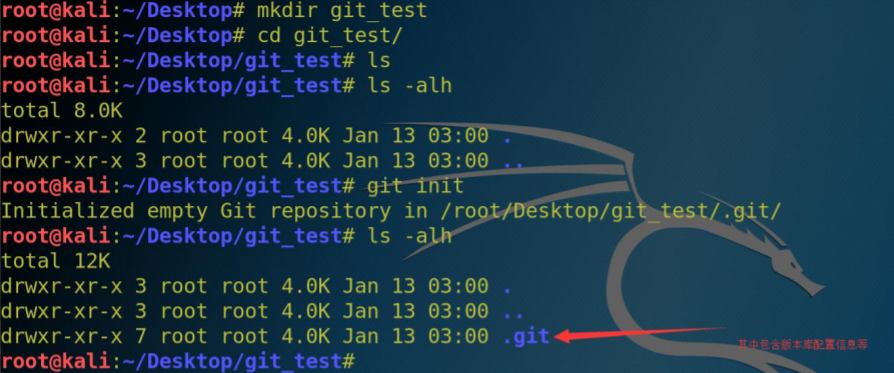 root@kali:~/Desktop# mkdir git_test
root@kali:~/Desktop# cd git_test/
root@kali:~/Desktop/git_test# ls
root@kali:~/Desktop/git_test# ls -alh
total 8.0K
drwxr-xr-x 2 root root 4.0K Jan 13 03:00 .
drwxr-xr-x 3 root root 4.0K Jan 13 03:00 ..
root@kali:~/Desktop/git_test# git init
Initialized empty Git repository in /root/Desktop/git_test/.git/
root@kali:~/Desktop/git_test# ls -alh
total 12K
drwxr-xr-x 3 root root 4.0K Jan 13 03:00 .
drwxr-xr-x 3 root root 4.0K Jan 13 03:00 ..
drwxr-xr-x 7 root root 4.0K Jan 13 03:00 .git
其中包含版本库配置信息等
root@kali:~/Desktop/git_test#